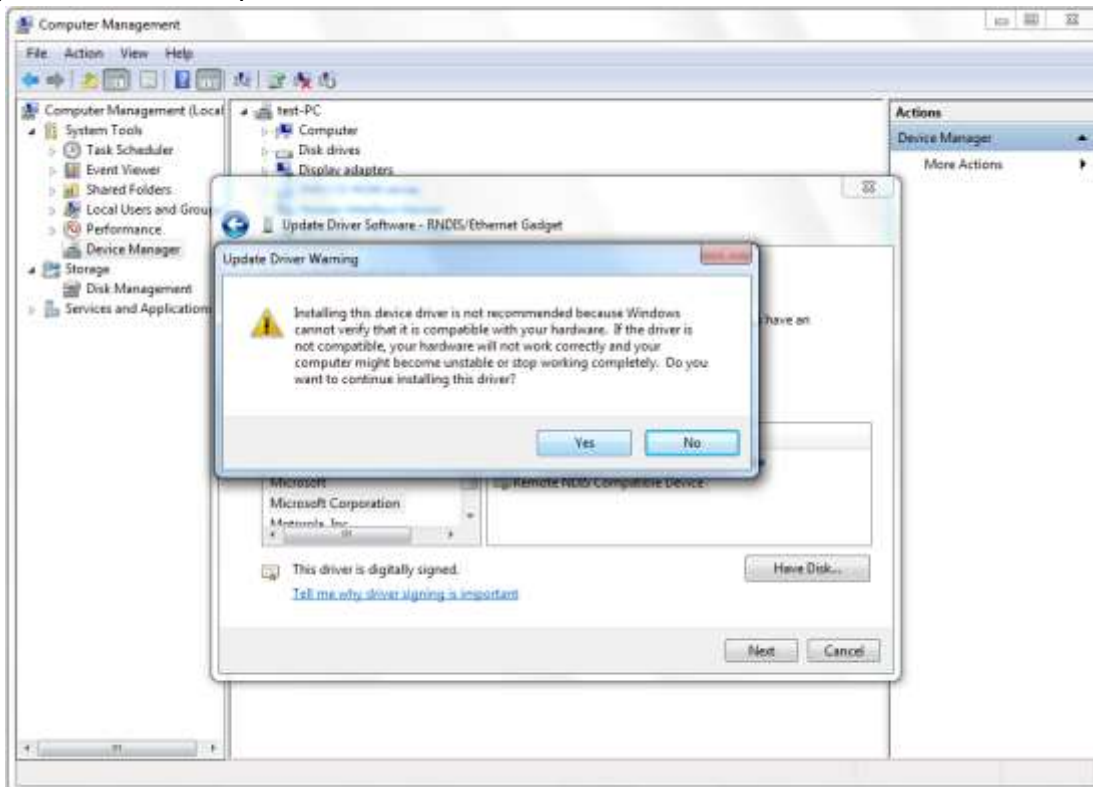 Computer Management
File Action View Help
Computer Management (Local
System Tools
Task Scheduler
Event Viewer
Shared Folders
Local Users and Grou
Performance
Device Manager
Storage
Disk Management
Services and Application
test-PC
Computer
Disk drives
Display adapters
Actions
Device Manager
More Actions
Update Driver Software - RNDIS/Ethernet Gadget
Update Driver Warning
Installing this device driver is not recommended because Windows
cannot verify that it is compatible with your hardware. If the driver is
not compatible, your hardware will not work correctly and your
computer might become unstable or stop working completely. Do you
want to continue installing this driver?
have an
Yes No
Microsoft
Microsoft Corporation
Motorola, Inc
Remote NDIS Compatible Device
This driver is digitally signed.
Have Disk...
Tell me why driver signing is important
Next Cancel